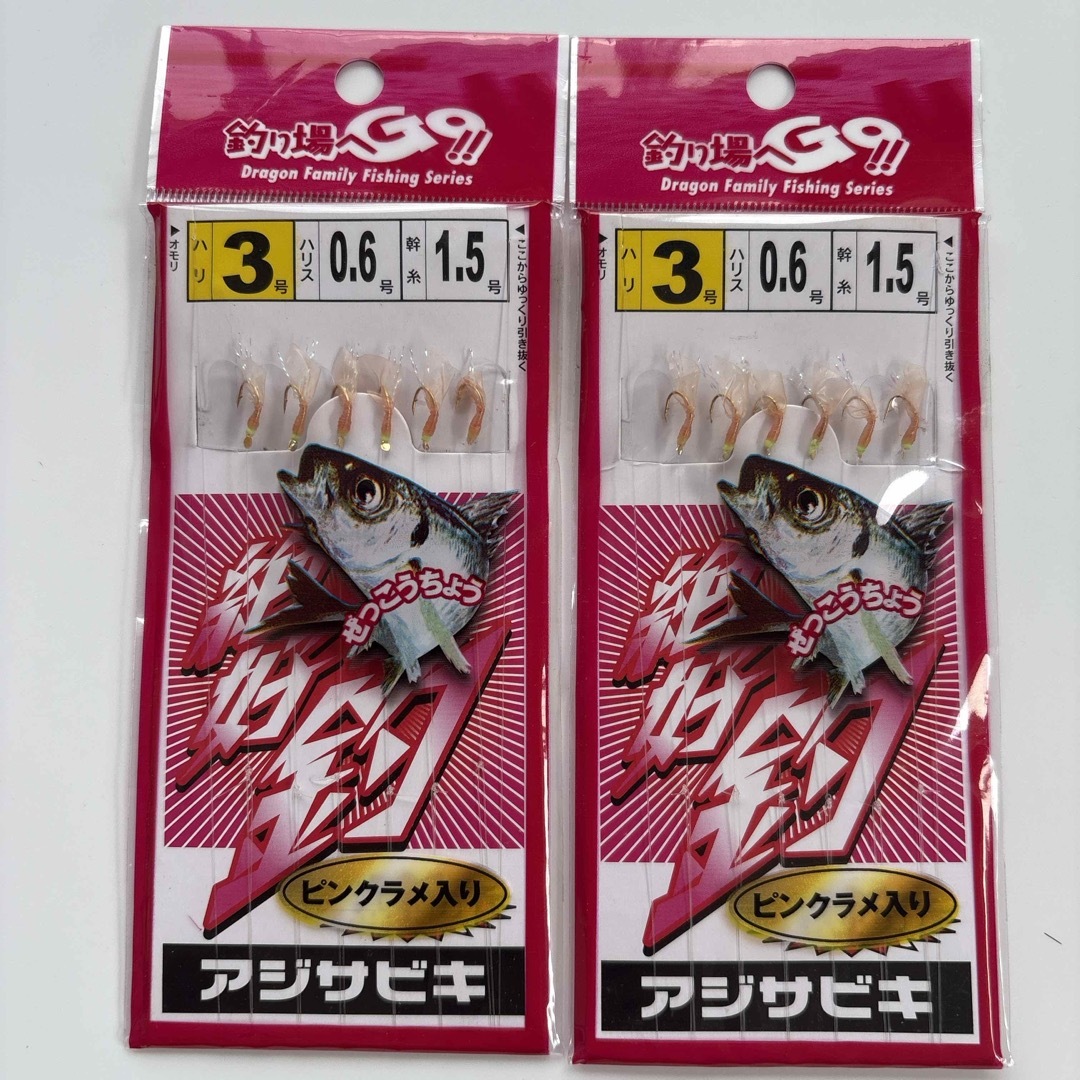 釣り場へGO!!
Dragon Family Fishing Series
オモリ
ハリ 3号 ハリス 0.6号 幹糸 1.5号
ここからゆっくり引き抜く
ぜっこうちょう
絶好釣
ピンクラメ入り
アジサビキ
釣り場へGO!!
Dragon Family Fishing Series
オモリ
ハリ 3号 ハリス 0.6号 幹糸 1.5号
ここからゆっくり引き抜く
ぜっこうちょう
絶好釣
ピンクラメ入り
アジサビキ